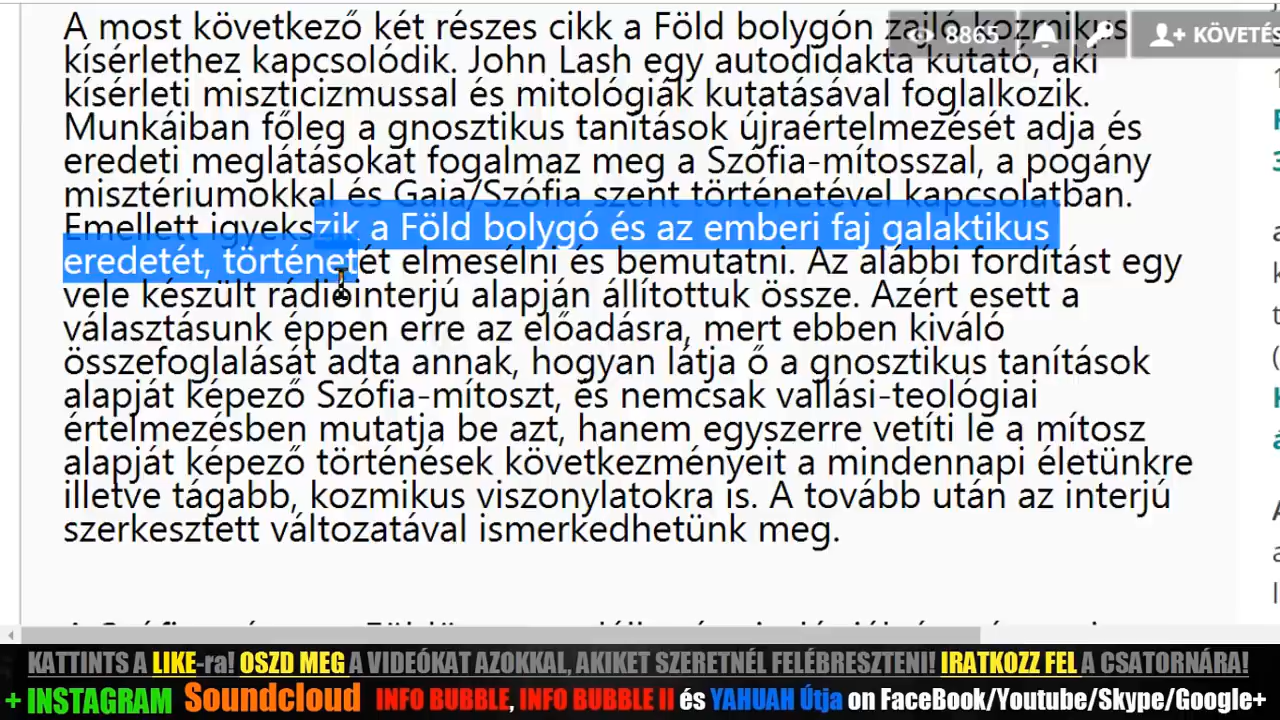 A most következő két részes cikk a Föld bolygón zajló kozmikus
8865
KÖVETÉS
kísérlethez kapcsolódik. John Lash egy autodidakta kutató, aki
kísérleti miszticizmussal és mitológiák kutatásával foglalkozik.
Munkáiban főleg a gnosztikus tanítások újraértelmezését adja és
eredeti meglátásokat fogalmaz meg a Szófia-mítosszal, a pogány
misztériumokkal és Gaia/Szófia szent történetével kapcsolatban.
Emellett igyekszik a Föld bolygó és az emberi faj galaktikus
eredetét, történetét elmesélni és bemutatni. Az alábbi fordítást egy
vele készült rádióinterjú alapján állítottuk össze. Azért esett a
választásunk éppen erre az előadásra, mert ebben kiváló
összefoglalását adta annak, hogyan látja ő a gnosztikus tanítások
alapját képező Szófia-mítoszt, és nemcsak vallási-teológiai
értelmezésben mutatja be azt, hanem egyszerre vetíti le a mítosz
alapját képező történések következményeit a mindennapi életünkre
illetve tágabb, kozmikus viszonylatokra is. A tovább után az interjú
szerkesztett változatával ismerkedhetünk meg.
KATTINTS A LIKE-ra! OSZD MEG A VIDEÓKAT AZOKKAL, AKIKET SZERETNÉL FELÉBRESZTENI! IRATKOZZ FEL A CSATORNÁRA!
+ INSTAGRAM Soundcloud INFO BUBBLE, INFO BUBBLE II és YAHUAH Útja on FaceBook/Youtube/Skype/Google+